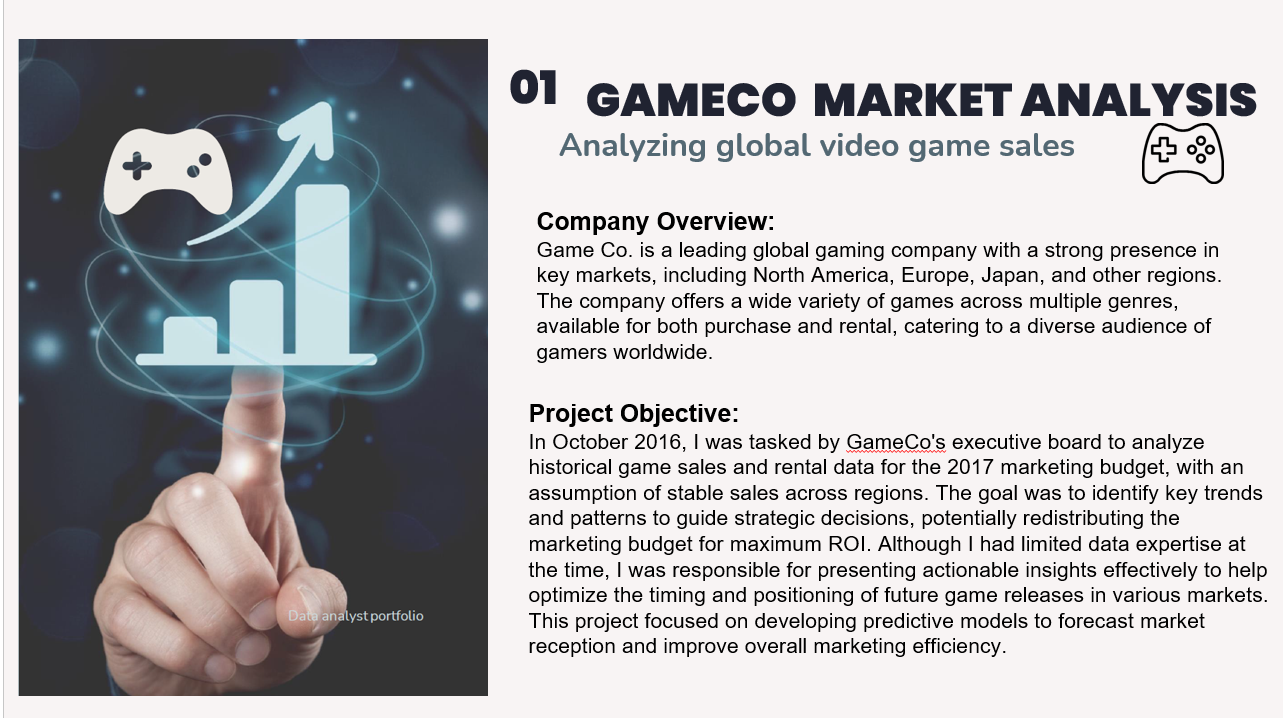 01 GAMECO MARKET ANALYSIS
Analyzing global video game sales
Company Overview:
Game Co. is a leading global gaming company with a strong presence in
key markets, including North America, Europe, Japan, and other regions.
The company offers a wide variety of games across multiple genres,
available for both purchase and rental, catering to a diverse audience of
gamers worldwide.
Project Objective:
In October 2016, I was tasked by GameCo's executive board to analyze
historical game sales and rental data for the 2017 marketing budget, with an
assumption of stable sales across regions. The goal was to identify key trends
and patterns to guide strategic decisions, potentially redistributing the
marketing budget for maximum ROI. Although I had limited data expertise at
the time, I was responsible for presenting actionable insights effectively to help
optimize the timing and positioning of future game releases in various markets.
This project focused on developing predictive models to forecast market
reception and improve overall marketing efficiency.
Data analyst portfolio